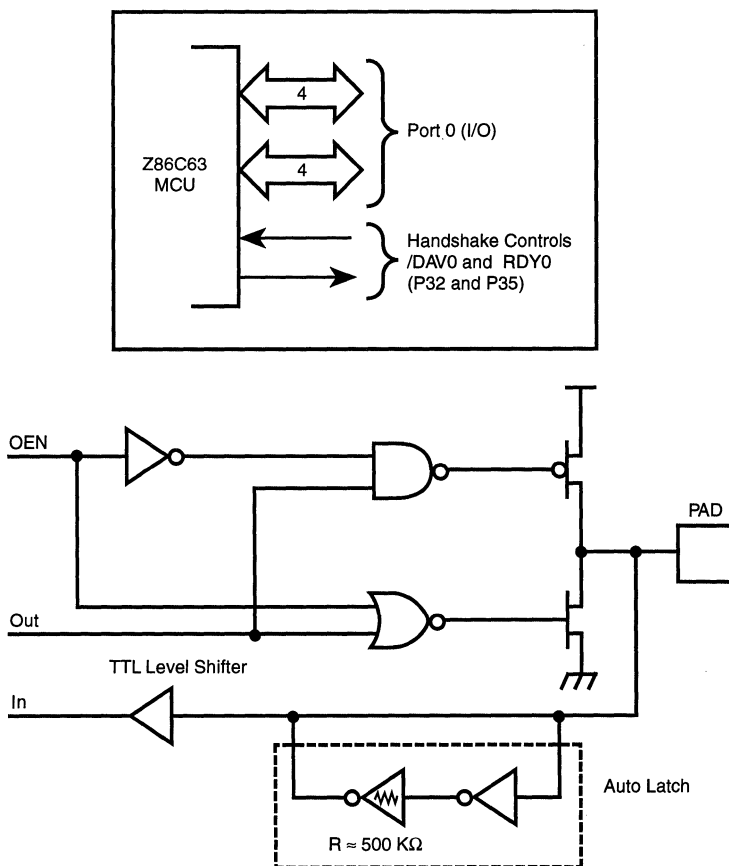 Z86C63
MCU
4
4
Port 0 (I/O)
Handshake Controls
/DAV0 and RDY0
(P32 and P35)
OEN
PAD
Out
TTL Level Shifter
In
Auto Latch
R ≈ 500 KΩ